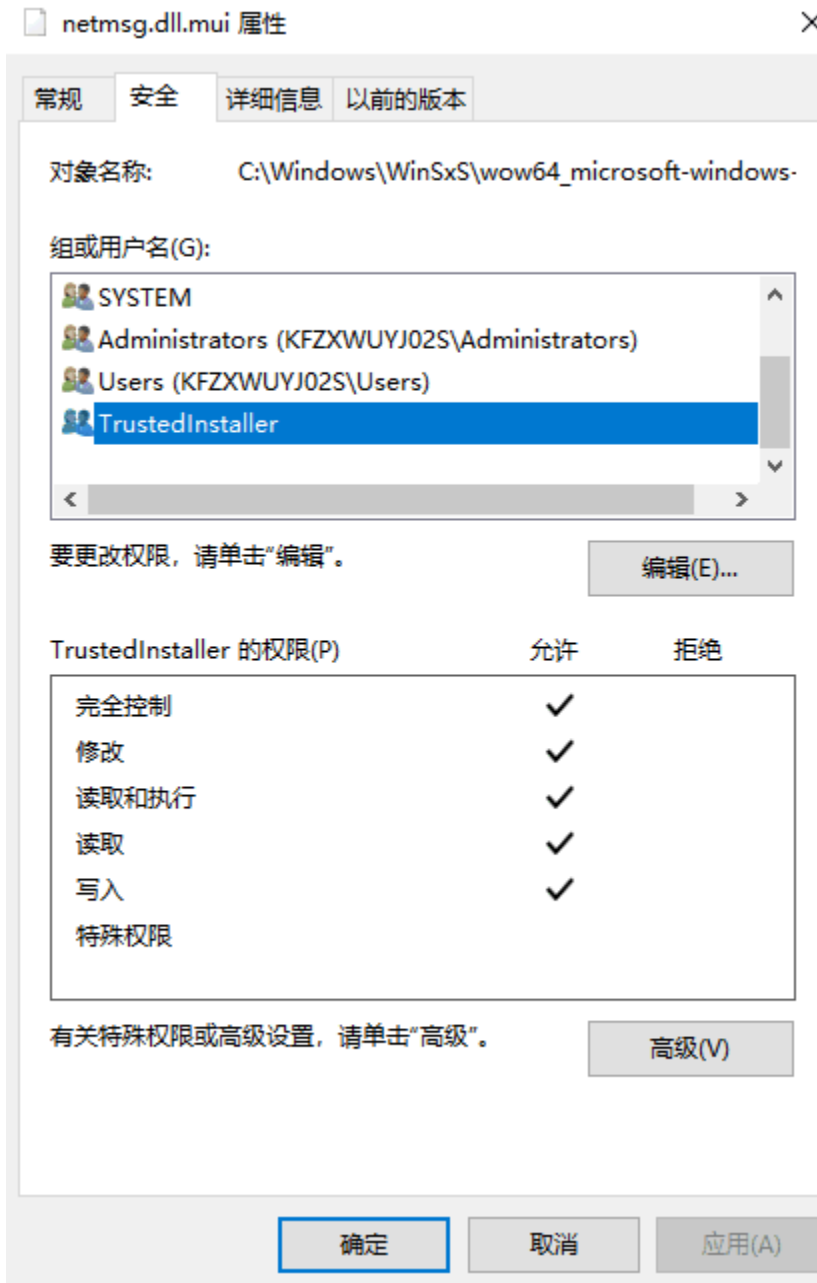 netmsg.dll.mui 属性
常规 安全 详细信息 以前的版本
对象名称: C:\Windows\WinSxS\wow64_microsoft-windows-
组或用户名(G):
SYSTEM
Administrators (KFZXWUYJ02S\Administrators)
Users (KFZXWUYJ02S\Users)
TrustedInstaller
要更改权限，请单击“编辑”。 编辑(E)...
TrustedInstaller 的权限(P) 允许 拒绝
完全控制
修改
读取和执行
读取
写入
特殊权限
有关特殊权限或高级设置，请单击“高级”。 高级(V)
确定 取消 应用(A)